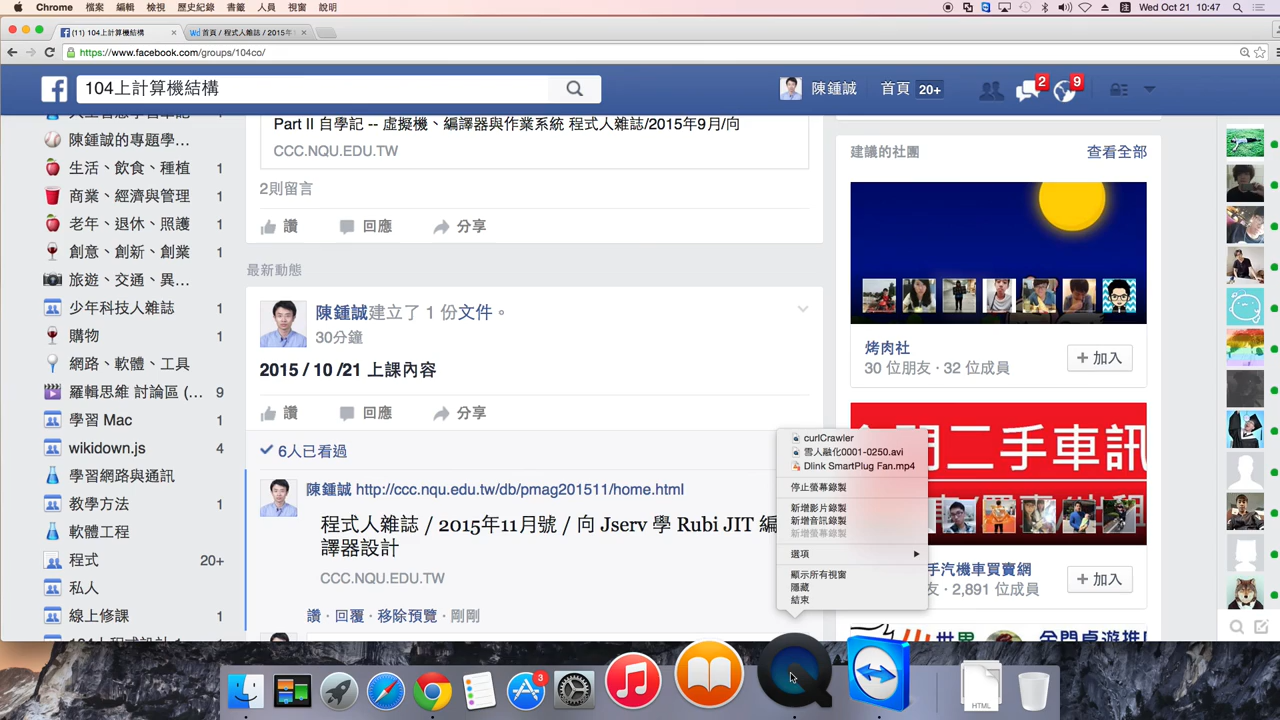 Chrome 檔案 編輯 檢視 歷史紀錄 書籤 人員 視窗 說明
注 Wed Oct 21 10:47
(11) 104上計算機結構
Wd 首頁 / 程式人雜誌 / 2015年1
https://www.facebook.com/groups/104co/
104上計算機結構
陳鍾誠 首頁 20+ 2 9
陳鍾誠的專題學…
生活、飲食、種植 1
商業、經濟與管理 1
老年、退休、照護 1
創意、創新、創業 1
旅遊、交通、異… 1
少年科技人雜誌 1
購物 1
網路、軟體、工具 1
羅輯思維 討論區 (… 9
學習 Mac 1
wikidown.js 1
學習網路與通訊 1
教學方法 1
軟體工程 1
程式 20+
私人 1
線上修課 1
Part II 自學記 -- 虛擬機、編譯器與作業系統 程式人雜誌/2015年9月/向
CCC.NQU.EDU.TW
2則留言
讚 回應 分享
最新動態
陳鍾誠建立了 1 份文件。
30分鐘
2015 / 10 /21 上課內容
讚 回應 分享
6人已看過
陳鍾誠 http://ccc.nqu.edu.tw/db/pmag201511/home.html
程式人雜誌 / 2015年11月號 / 向 Jserv 學 Rubi JIT 編
譯器設計
CCC.NQU.EDU.TW
讚 · 回覆 · 移除預覽 · 剛剛
建議的社團 查看全部
烤肉社
30 位朋友 · 32 位成員
+ 加入
金門二手車訊
手汽機車買賣網
2,891 位成員
+ 加入
curlCrawler
雪人融化0001-0250.avi
Dlink SmartPlug Fan.mp4
停止螢幕錄製
新增影片錄製
新增音訊錄製
新增螢幕錄製
選項
顯示所有視窗
隱藏
結束
3
HTML